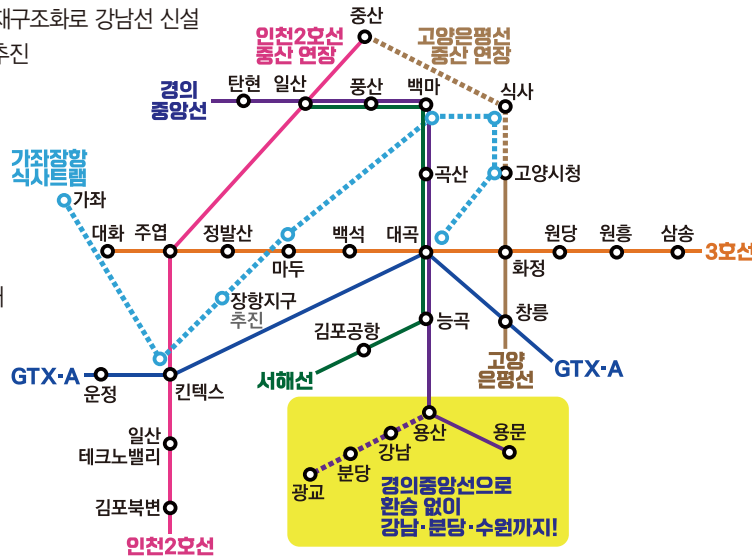 재구조화로 강남선 신설
추진
중산
인천2호선
중산 연장
고양은평선
중산 연장
탄현
일산
풍산
백마
식사
경의
중앙선
가좌장항
식사트램
가좌
곡산
고양시청
대화
주엽
정발산
마두
백석
대곡
화정
원당
원흥
삼송
3호선
장항지구
추진
김포공항
능곡
창릉
GTX-A
운정
킨텍스
서해선
고양
은평선
GTX-A
일산
테크노밸리
김포북변
인천2호선
용산
용문
강남
분당
광교
경의중앙선으로
환승 없이
강남·분당·수원까지!